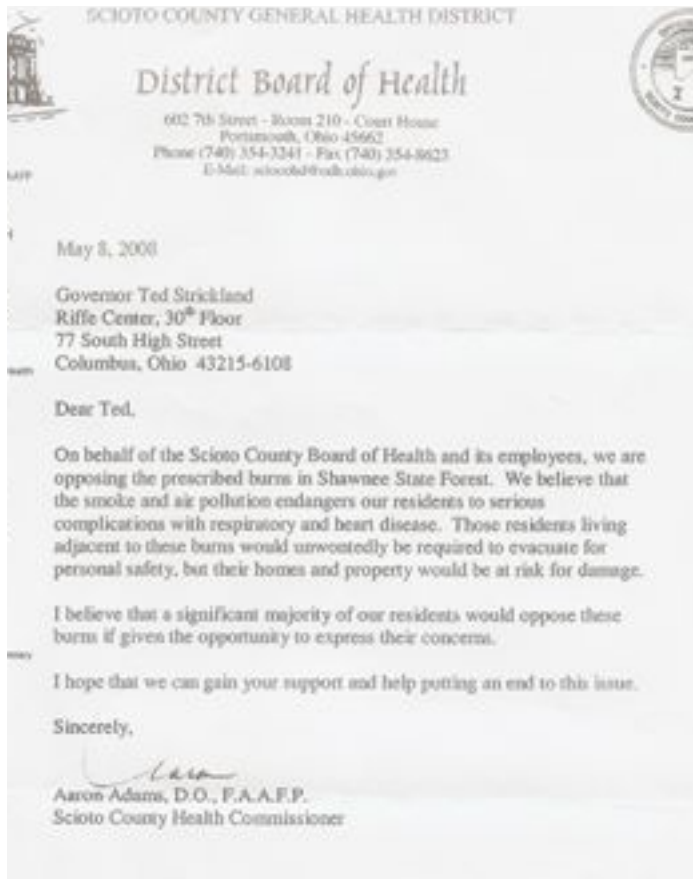 SCIOTO COUNTY GENERAL HEALTH DISTRICT
District Board of Health
602 7th Street - Room 210 - Court House
Portsmouth, Ohio 45662
Phone (740) 354-3241 - Fax (740) 354-8623
E-Mail:
May 8, 2008
Governor Ted Strickland
Riffe Center, 30th Floor
77 South High Street
Columbus, Ohio 43215-6108
Dear Ted,
On behalf of the Scioto County Board of Health and its employees, we are
opposing the prescribed burns in Shawnee State Forest. We believe that
the smoke and air pollution endangers our residents to serious
complications with respiratory and heart disease. Those residents living
adjacent to these burns would unwontedly be required to evacuate for
personal safety, but their homes and property would be at risk for damage.
I believe that a significant majority of our residents would oppose these
burns if given the opportunity to express their concerns.
I hope that we can gain your support and help putting an end to this issue.
Sincerely,
Aaron Adams, D.O., F.A.A.F.P.
Scioto County Health Commissioner